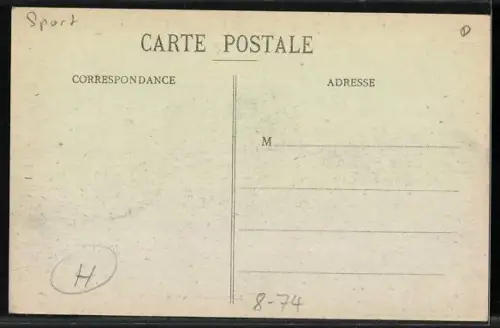 Sport
CARTE POSTALE
CORRESPONDANCE
ADRESSE
M
H
8-74